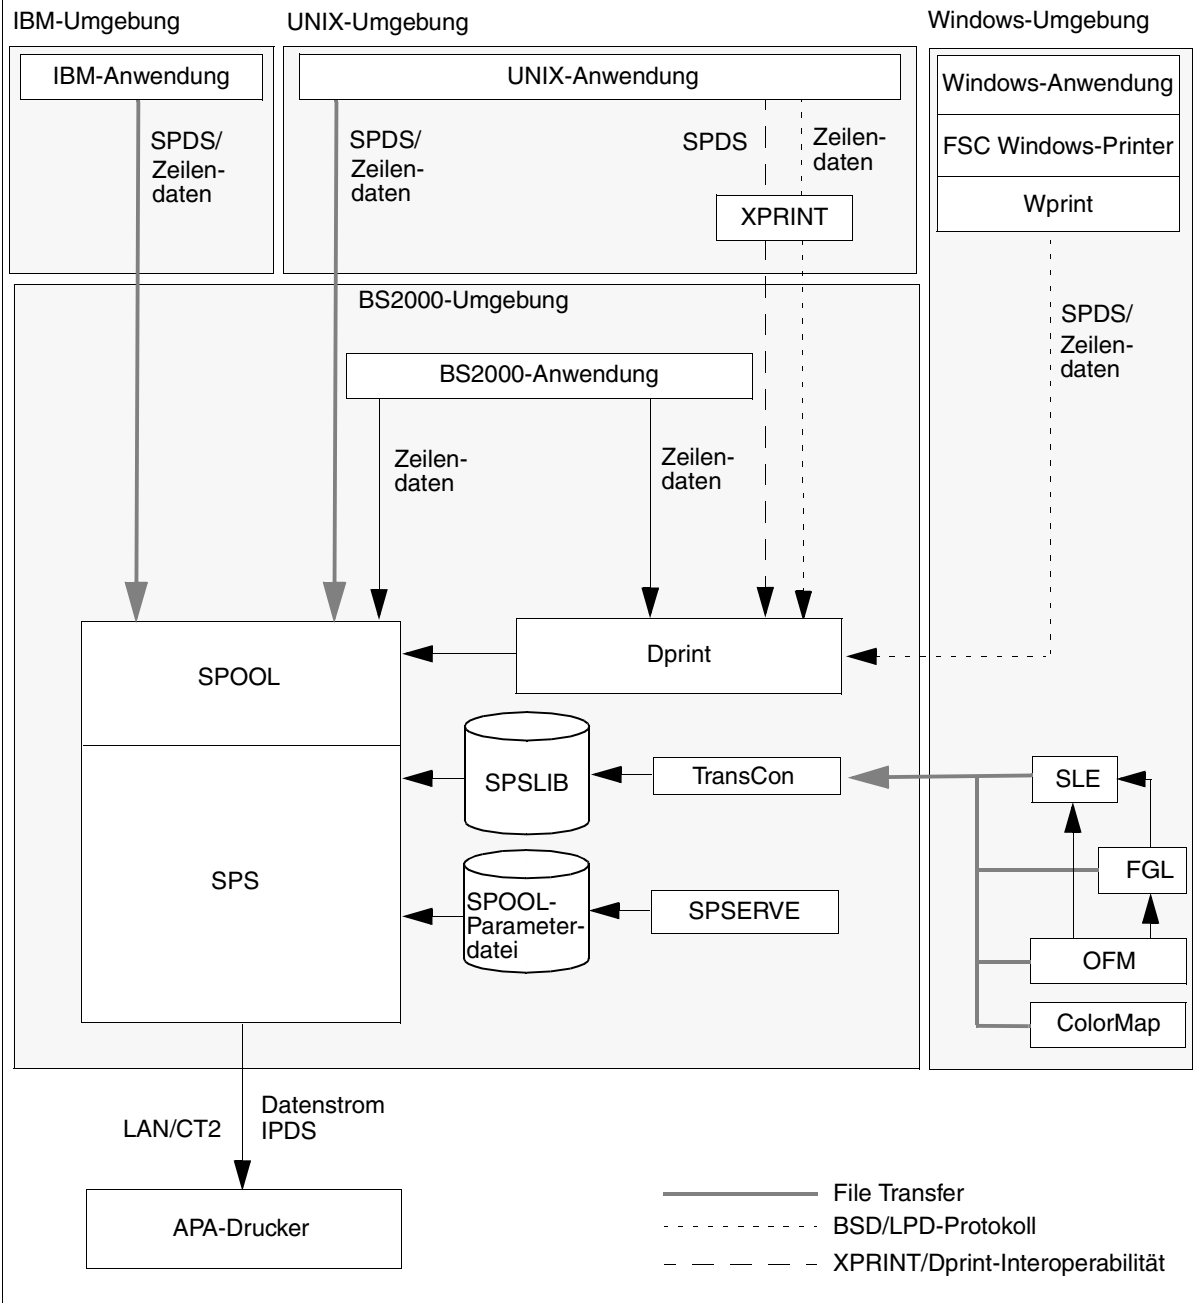 IBM-Umgebung
UNIX-Umgebung
Windows-Umgebung
IBM-Anwendung
UNIX-Anwendung
Windows-Anwendung
FSC Windows-Printer
Wprint
SPDS/
Zeilen-
daten
SPDS/
Zeilen-
daten
SPDS
Zeilen-
daten
XPRINT
BS2000-Umgebung
SPDS/
Zeilen-
daten
BS2000-Anwendung
Zeilen-
daten
Zeilen-
daten
SPOOL
Dprint
SPSLIB
TransCon
SLE
SPS
FGL
SPOOL-
Parameter-
datei
SPSERVE
OFM
ColorMap
LAN/CT2
Datenstrom
IPDS
APA-Drucker
File Transfer
BSD/LPD-Protokoll
XPRINT/Dprint-Interoperabilität